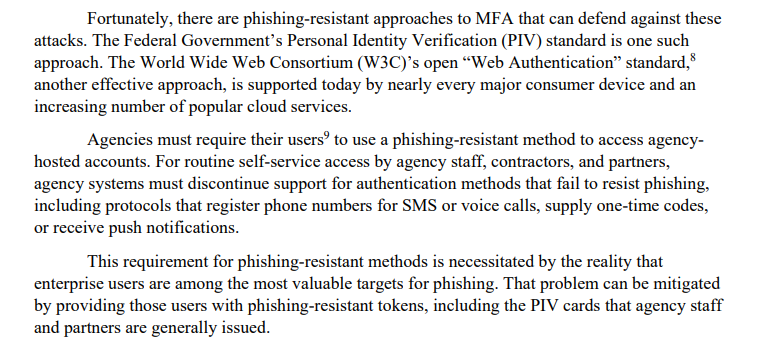 Fortunately, there are phishing-resistant approaches to MFA that can defend against these
attacks. The Federal Government’s Personal Identity Verification (PIV) standard is one such
approach. The World Wide Web Consortium (W3C)’s open “Web Authentication” standard,⁸
another effective approach, is supported today by nearly every major consumer device and an
increasing number of popular cloud services.
Agencies must require their users⁹ to use a phishing-resistant method to access agency-
hosted accounts. For routine self-service access by agency staff, contractors, and partners,
agency systems must discontinue support for authentication methods that fail to resist phishing,
including protocols that register phone numbers for SMS or voice calls, supply one-time codes,
or receive push notifications.
This requirement for phishing-resistant methods is necessitated by the reality that
enterprise users are among the most valuable targets for phishing. That problem can be mitigated
by providing those users with phishing-resistant tokens, including the PIV cards that agency staff
and partners are generally issued.